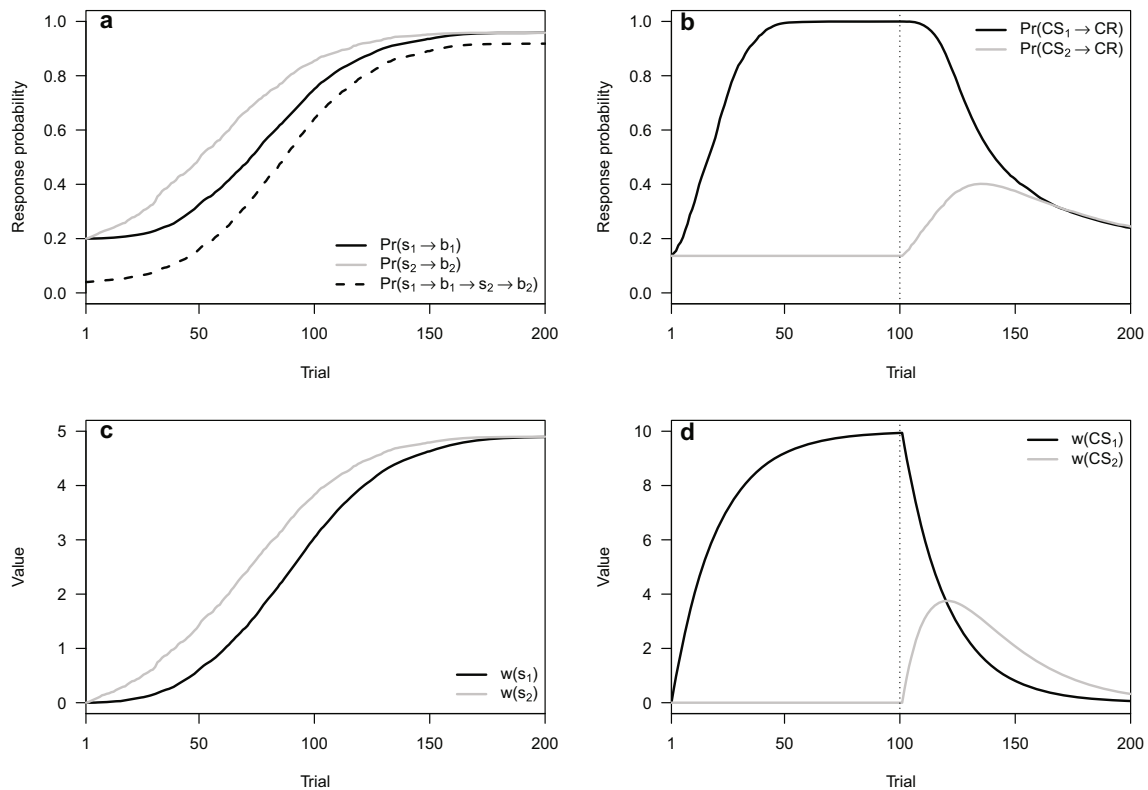 a
1.0
0.8
0.6
0.4
0.2
0.0
Response probability
Pr(s₁ → b₁)
Pr(s₂ → b₂)
Pr(s₁ → b₁ → s₂ → b₂)
1 50 100 150 200
Trial
b
1.0
0.8
0.6
0.4
0.2
0.0
Response probability
Pr(CS₁ → CR)
Pr(CS₂ → CR)
1 50 100 150 200
Trial
c
5
4
3
2
1
0
Value
w(s₁)
w(s₂)
1 50 100 150 200
Trial
d
10
8
6
4
2
0
Value
w(CS₁)
w(CS₂)
1 50 100 150 200
Trial